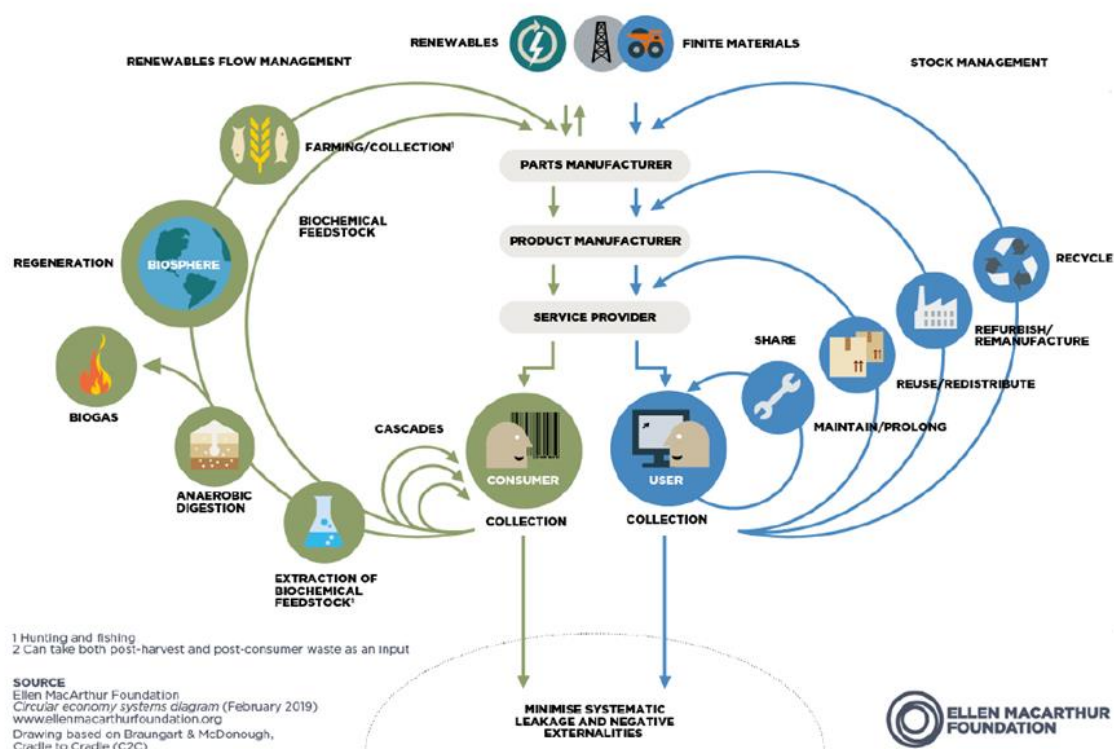 RENEWABLES
FINITE MATERIALS
RENEWABLES FLOW MANAGEMENT
STOCK MANAGEMENT
FARMING/COLLECTION¹
PARTS MANUFACTURER
BIOCHEMICAL
FEEDSTOCK
PRODUCT MANUFACTURER
REGENERATION
BIOSPHERE
RECYCLE
SERVICE PROVIDER
SHARE
REFURBISH/
REMANUFACTURE
REUSE/REDISTRIBUTE
BIOGAS
CASCADES
MAINTAIN/PROLONG
CONSUMER
USER
ANAEROBIC
DIGESTION
COLLECTION
COLLECTION
EXTRACTION OF
BIOCHEMICAL
FEEDSTOCK²
1 Hunting and fishing
2 Can take both post-harvest and post-consumer waste as an input
SOURCE
Ellen MacArthur Foundation
Circular economy systems diagram (February 2019)
www.ellenmacarthurfoundation.org
Drawing based on Braungart & McDonough,
Cradle to Cradle (C2C)
MINIMISE SYSTEMATIC
LEAKAGE AND NEGATIVE
EXTERNALITIES
ELLEN MACARTHUR
FOUNDATION